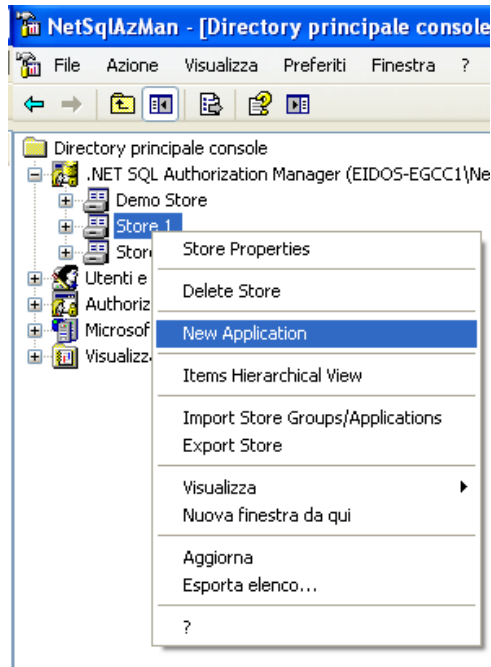 NetSqlAzMan - [Directory principale console
File Azione Visualizza Preferiti Finestra ?
Directory principale console
.NET SQL Authorization Manager (EIDOS-EGCC1\Ne
Demo Store
Store 1
Stor
Utenti e
Authoriz
Microsof
Visualizz
Store Properties
Delete Store
New Application
Items Hierarchical View
Import Store Groups/Applications
Export Store
Visualizza
Nuova finestra da qui
Aggiorna
Esporta elenco...
?